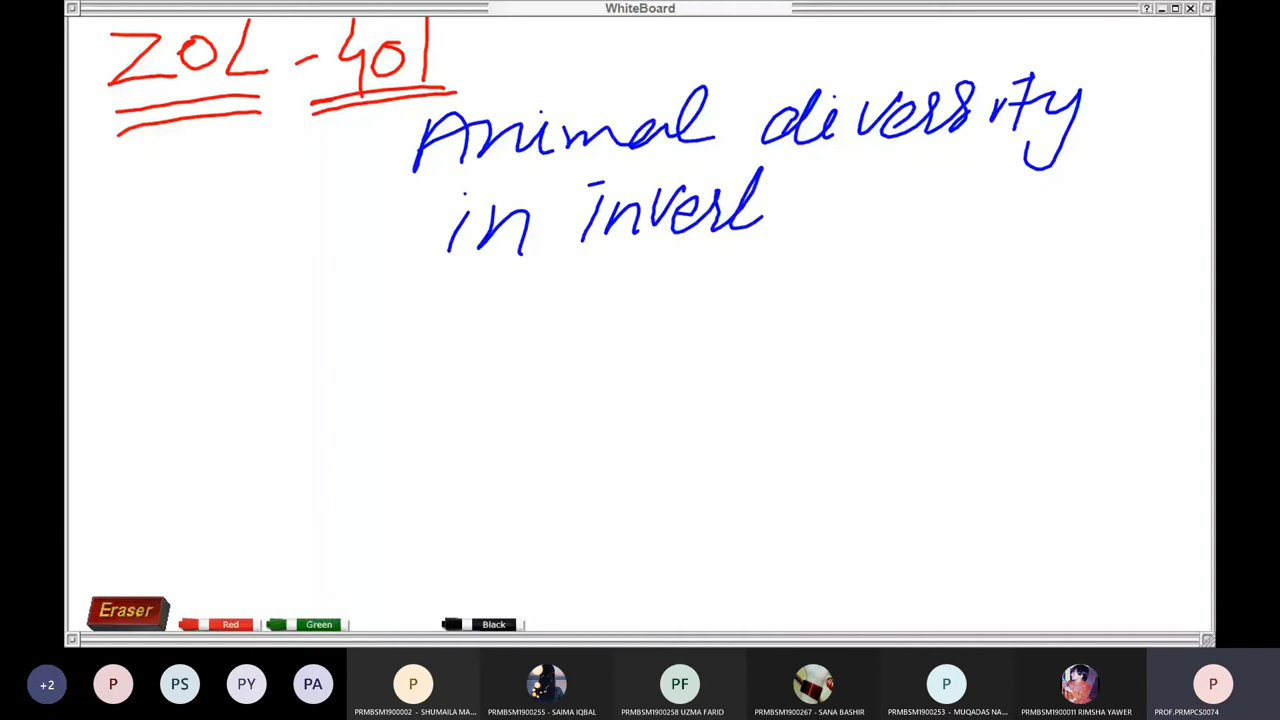 WhiteBoard
ZOL - 401
Animal diversity
in invert
Eraser
Red
Green
Black
+2
P
PS
PY
PA
P
PF
P
P
PRMBSM1900002 - SHUMAILA MA...
PRMBSM1900255 - SAIMA IQBAL
PRMBSM1900258 UZMA FARID
PRMBSM1900267 - SANA BASHIR
PRMBSM1900253 - MUQADAS NA...
PRMBSM1900011 RIMSHA YAWER
PROF.PRMPCS0074